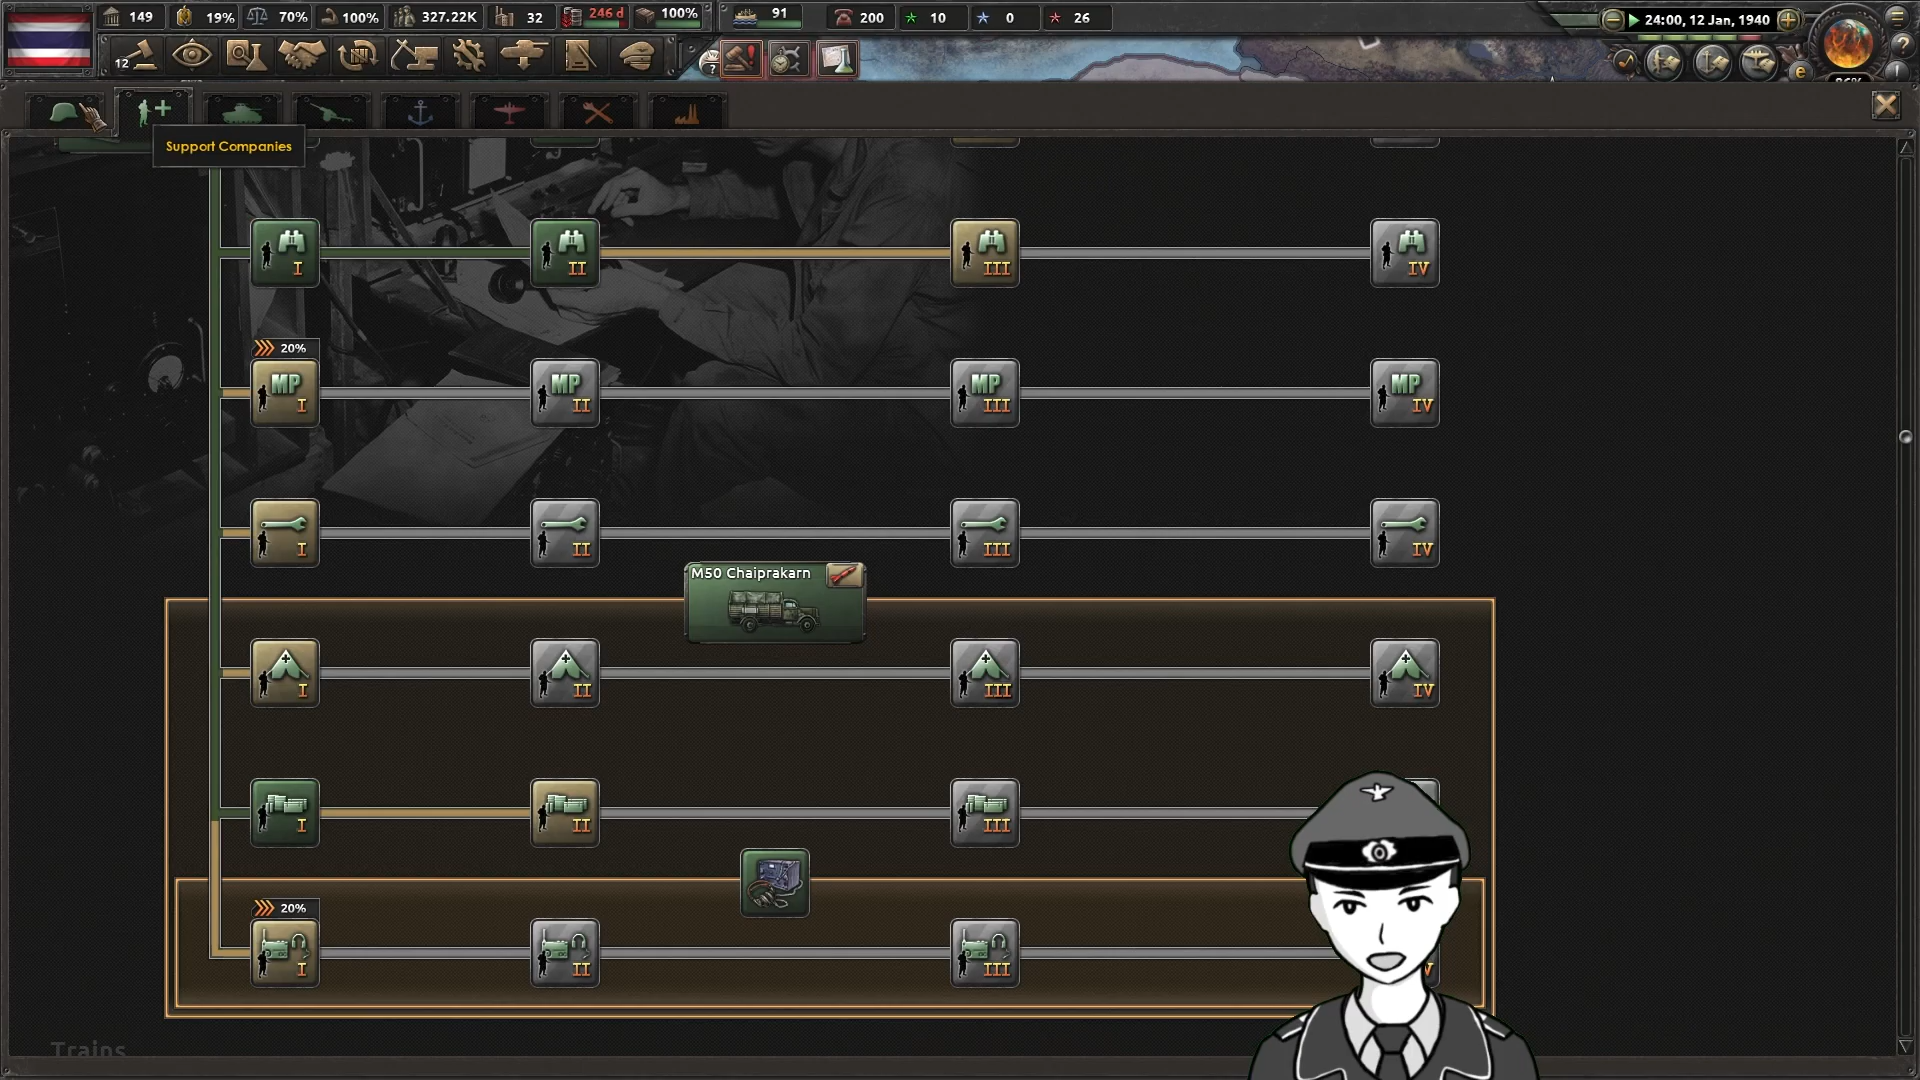 149
19%
70%
100%
327.22K
32
246 d
100%
91
200
10
0
26
24:00, 12 Jan, 1940
12
?
?
e
86%
Support Companies
I
II
III
IV
20%
MP
I
MP
II
MP
III
MP
IV
I
II
III
IV
M50 Chaiprakarn
I
II
III
IV
I
II
III
20%
I
II
III
V
Trains